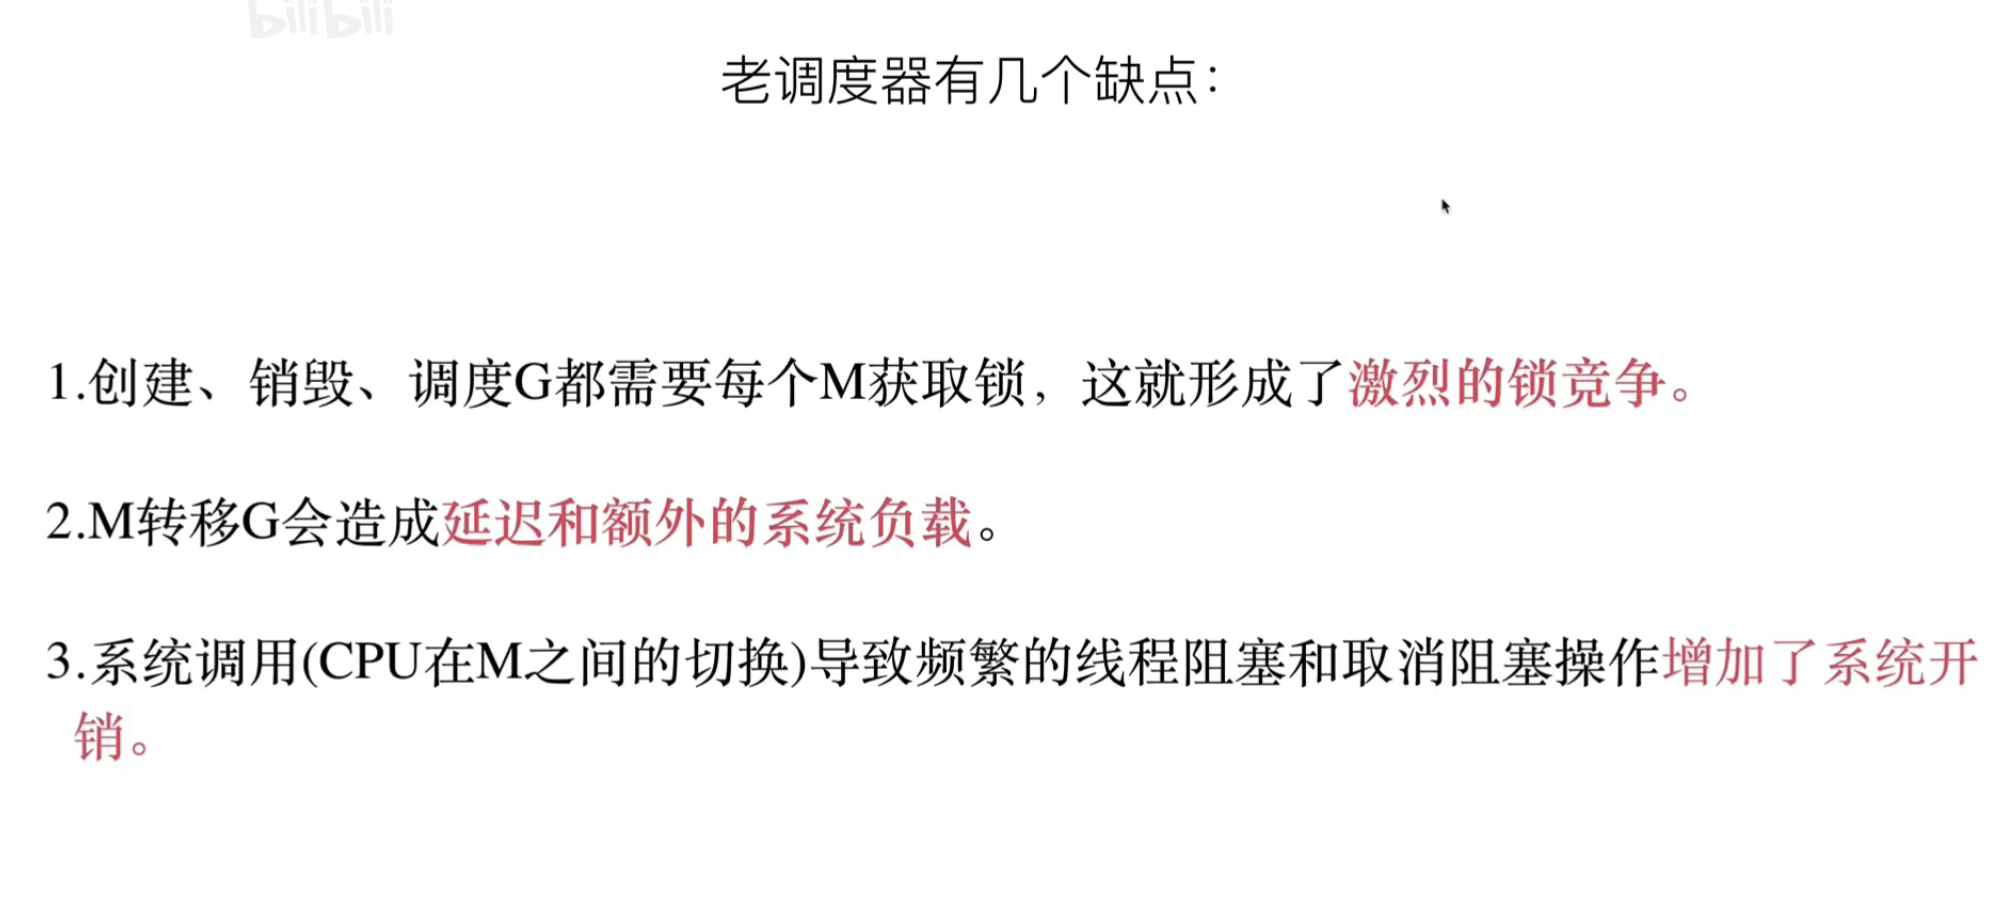 bilibili
老调度器有几个缺点：
1.创建、销毁、调度G都需要每个M获取锁，这就形成了激烈的锁竞争。
2.M转移G会造成延迟和额外的系统负载。
3.系统调用(CPU在M之间的切换)导致频繁的线程阻塞和取消阻塞操作增加了系统开
销。